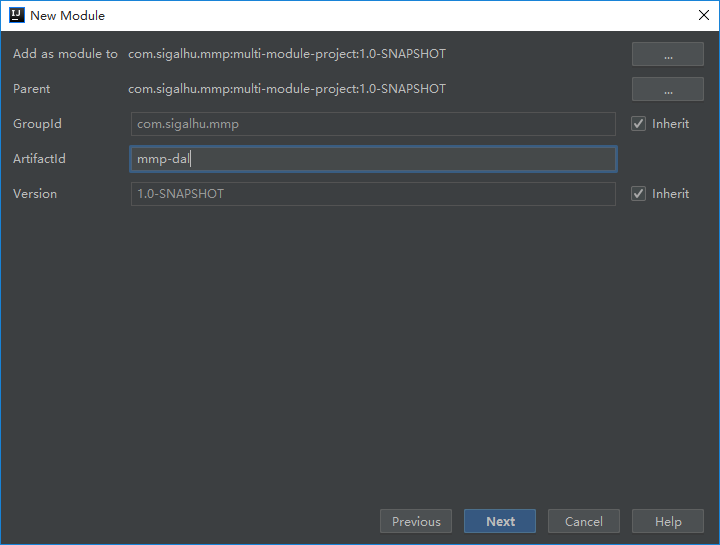 New Module
Add as module to com.sigalhu.mmp:multi-module-project:1.0-SNAPSHOT ...
Parent com.sigalhu.mmp:multi-module-project:1.0-SNAPSHOT ...
GroupId com.sigalhu.mmp Inherit
ArtifactId mmp-dal
Version 1.0-SNAPSHOT Inherit
Previous Next Cancel Help